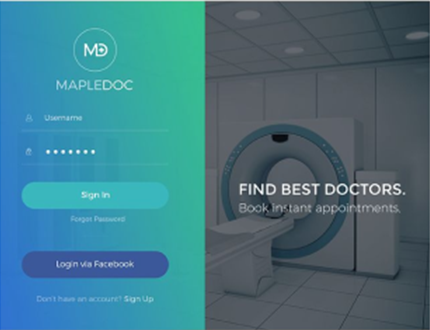 MD
MAPLEDOC
Username
Sign In
Forgot Password
Login via Facebook
Don't have an account? Sign Up
FIND BEST DOCTORS.
Book instant appointments.